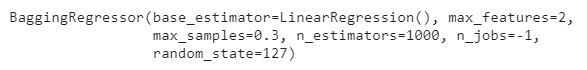 BaggingRegressor(base_estimator=LinearRegression(), max_features=2,
max_samples=0.3, n_estimators=1000, n_jobs=-1,
random_state=127)